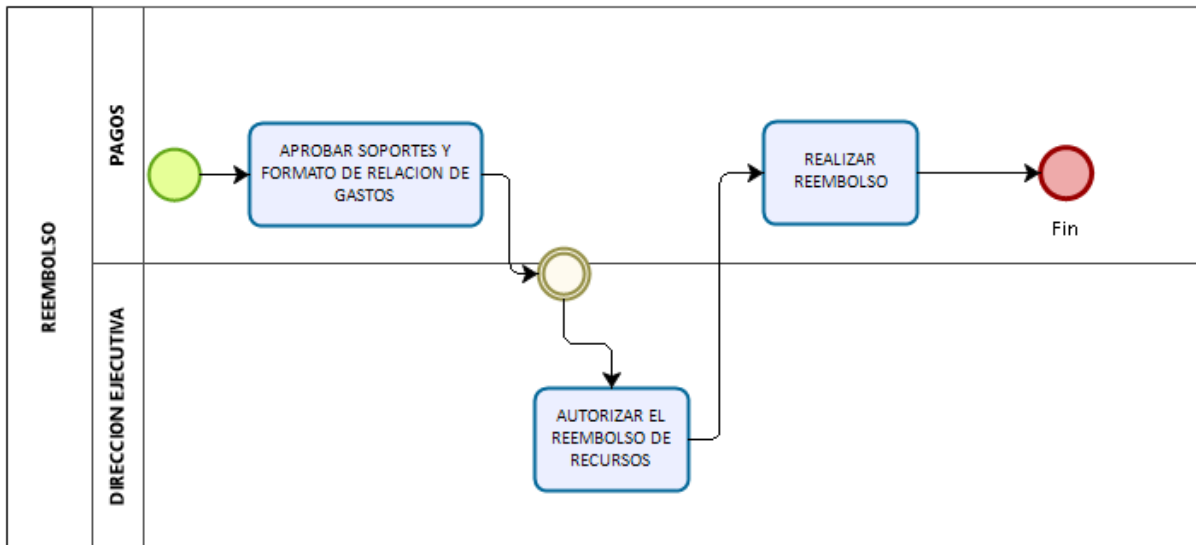 REEMBOLSO
PAGOS
APROBAR SOPORTES Y
FORMATO DE RELACION DE
GASTOS
REALIZAR
REEMBOLSO
Fin
DIRECCION EJECUTIVA
AUTORIZAR EL
REEMBOLSO DE
RECURSOS